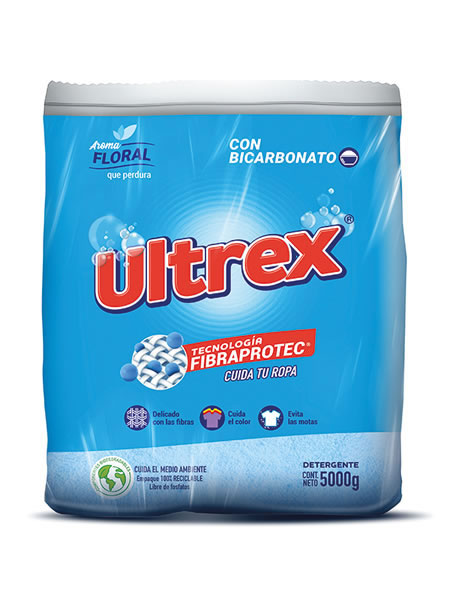 Aroma
FLORAL
que perdura
CON
BICARBONATO
Ultrex®
TECNOLOGÍA
FIBRAPROTEC®
CUIDA TU ROPA
Delicado
con las fibras
Cuida
el color
Evita
las motas
CUIDA EL MEDIO AMBIENTE
Empaque 100% RECICLABLE
Libre de fosfatos
DETERGENTE
CONT.
NETO 5000g